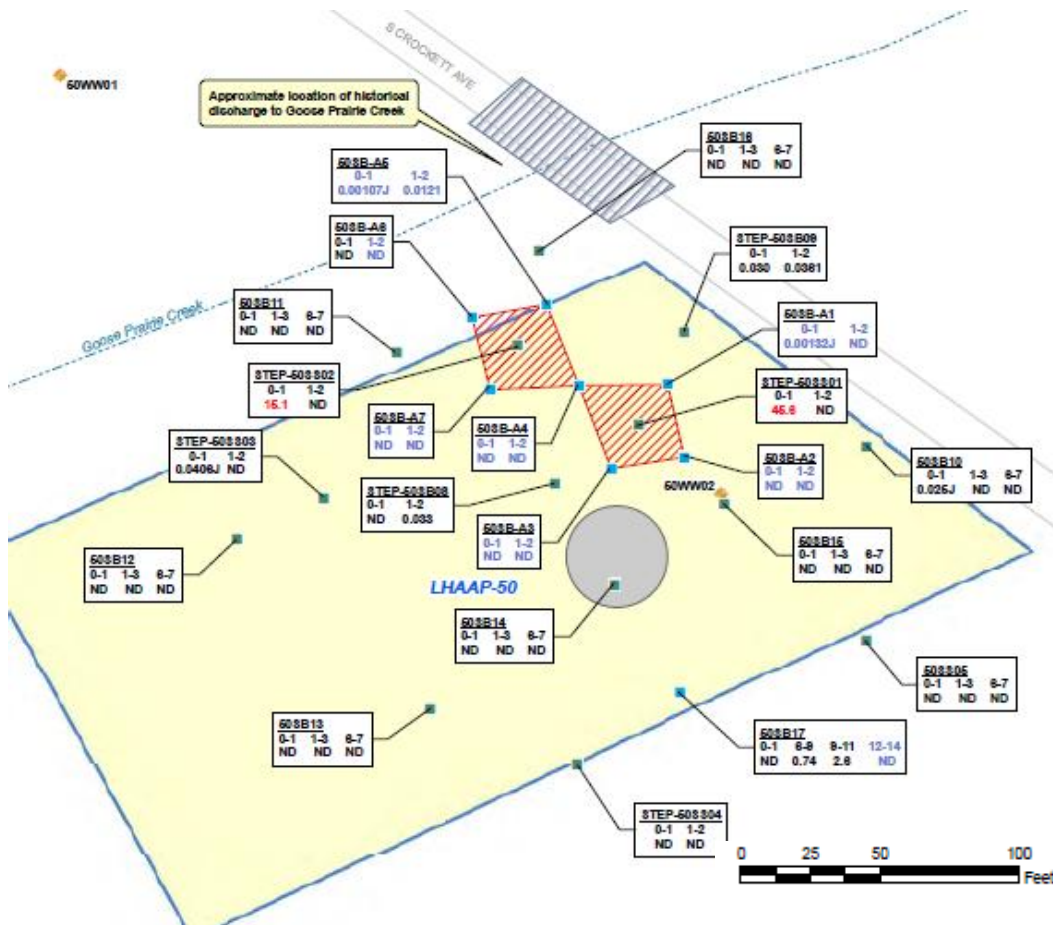 S CROCKETT AVE
50WW01
Approximate location of historical
discharge to Goose Prairie Creek
50SB16
0-1 1-3 6-7
ND ND ND
50SB-A5
0-1 1-2
0.00107J 0.0121
50SB-A6
0-1 1-2
ND ND
STEP-50SB09
0-1 1-2
0.030 0.0361
50SB11
0-1 1-3 6-7
ND ND ND
Goose Prairie Creek
50SB-A1
0-1 1-2
0.00132J ND
STEP-50SS02
0-1 1-2
15.1 ND
STEP-50SS01
0-1 1-2
45.6 ND
50SB-A7
0-1 1-2
ND ND
50SB-A4
0-1 1-2
ND ND
STEP-50SS03
0-1 1-2
0.0406J ND
50SB-A2
0-1 1-2
ND ND
50SB10
0-1 1-3 6-7
0.025J ND ND
STEP-50SB08
0-1 1-2
ND 0.033
50WW02
50SB-A3
0-1 1-2
ND ND
50SB15
0-1 1-3 6-7
ND ND ND
50SB12
0-1 1-3 6-7
ND ND ND
LHAAP-50
50SB14
0-1 1-3 6-7
ND ND ND
50SS05
0-1 1-3 6-7
ND ND ND
50SB13
0-1 1-3 6-7
ND ND ND
50SB17
0-1 6-9 9-11 12-14
ND 0.74 2.6 ND
STEP-50SS04
0-1 1-2
ND ND
0 25 50 100
Feet